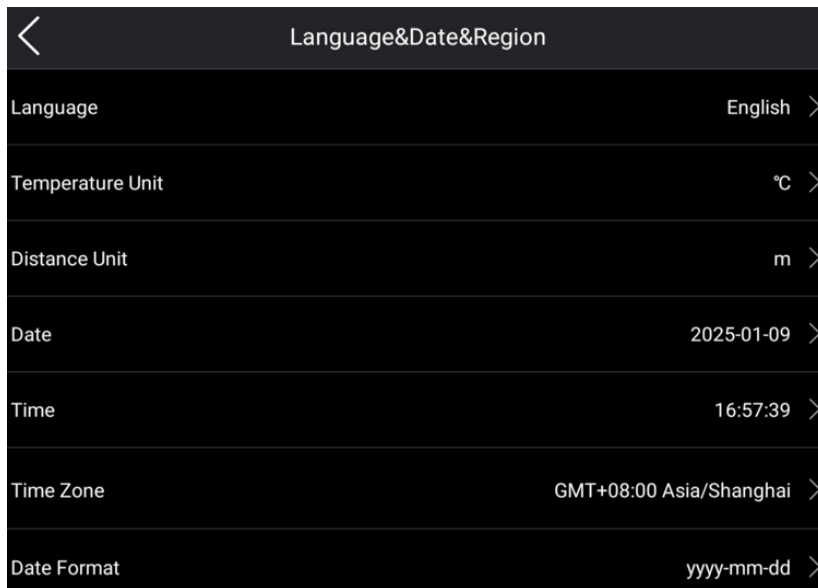 Language&Date&Region
Language English
Temperature Unit ℃
Distance Unit m
Date 2025-01-09
Time 16:57:39
Time Zone GMT+08:00 Asia/Shanghai
Date Format yyyy-mm-dd